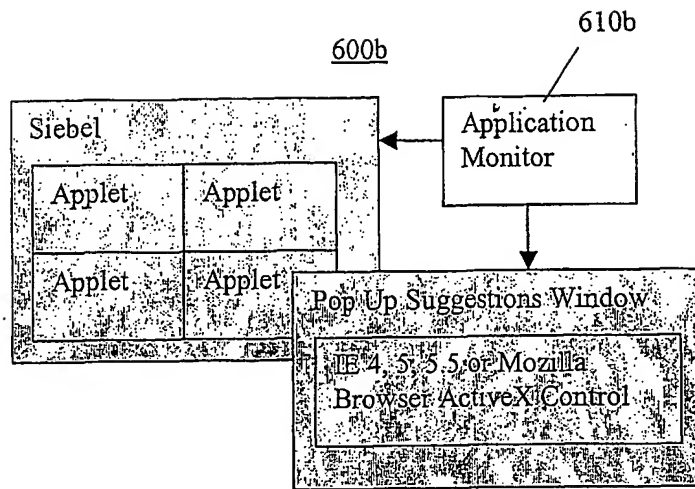 610b
600b
Siebel
Application
Monitor
Applet Applet
Applet Applet
Pop Up Suggestions Window
IE 4, 5, 5.5 or Mozilla
Browser ActiveX Control